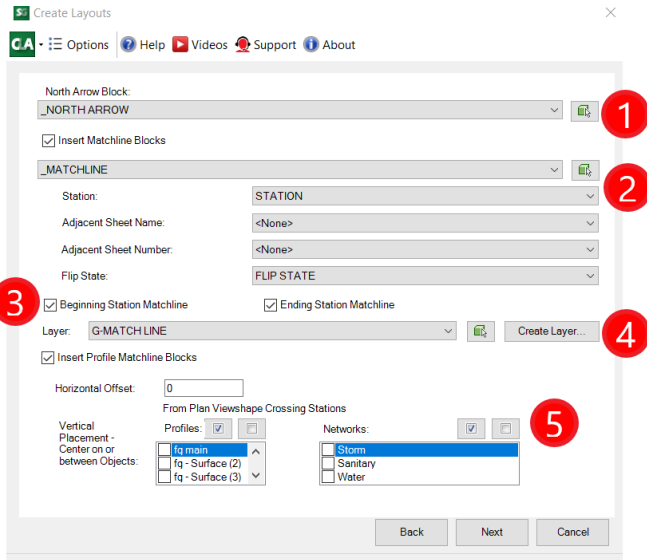 SG Create Layouts
CIA Options Help Videos Support About
North Arrow Block:
_NORTH ARROW
1
Insert Matchline Blocks
_MATCHLINE
2
Station: STATION
Adjacent Sheet Name: <None>
Adjacent Sheet Number: <None>
Flip State: FLIP STATE
3
Beginning Station Matchline Ending Station Matchline
Layer: G-MATCH LINE Create Layer...
4
Insert Profile Matchline Blocks
Horizontal Offset: 0
From Plan Viewshape Crossing Stations
Vertical Placement - Center on or between Objects:
Profiles: Networks:
5
fg main Storm
fg - Surface (2) Sanitary
fg - Surface (3) Water
Back Next Cancel